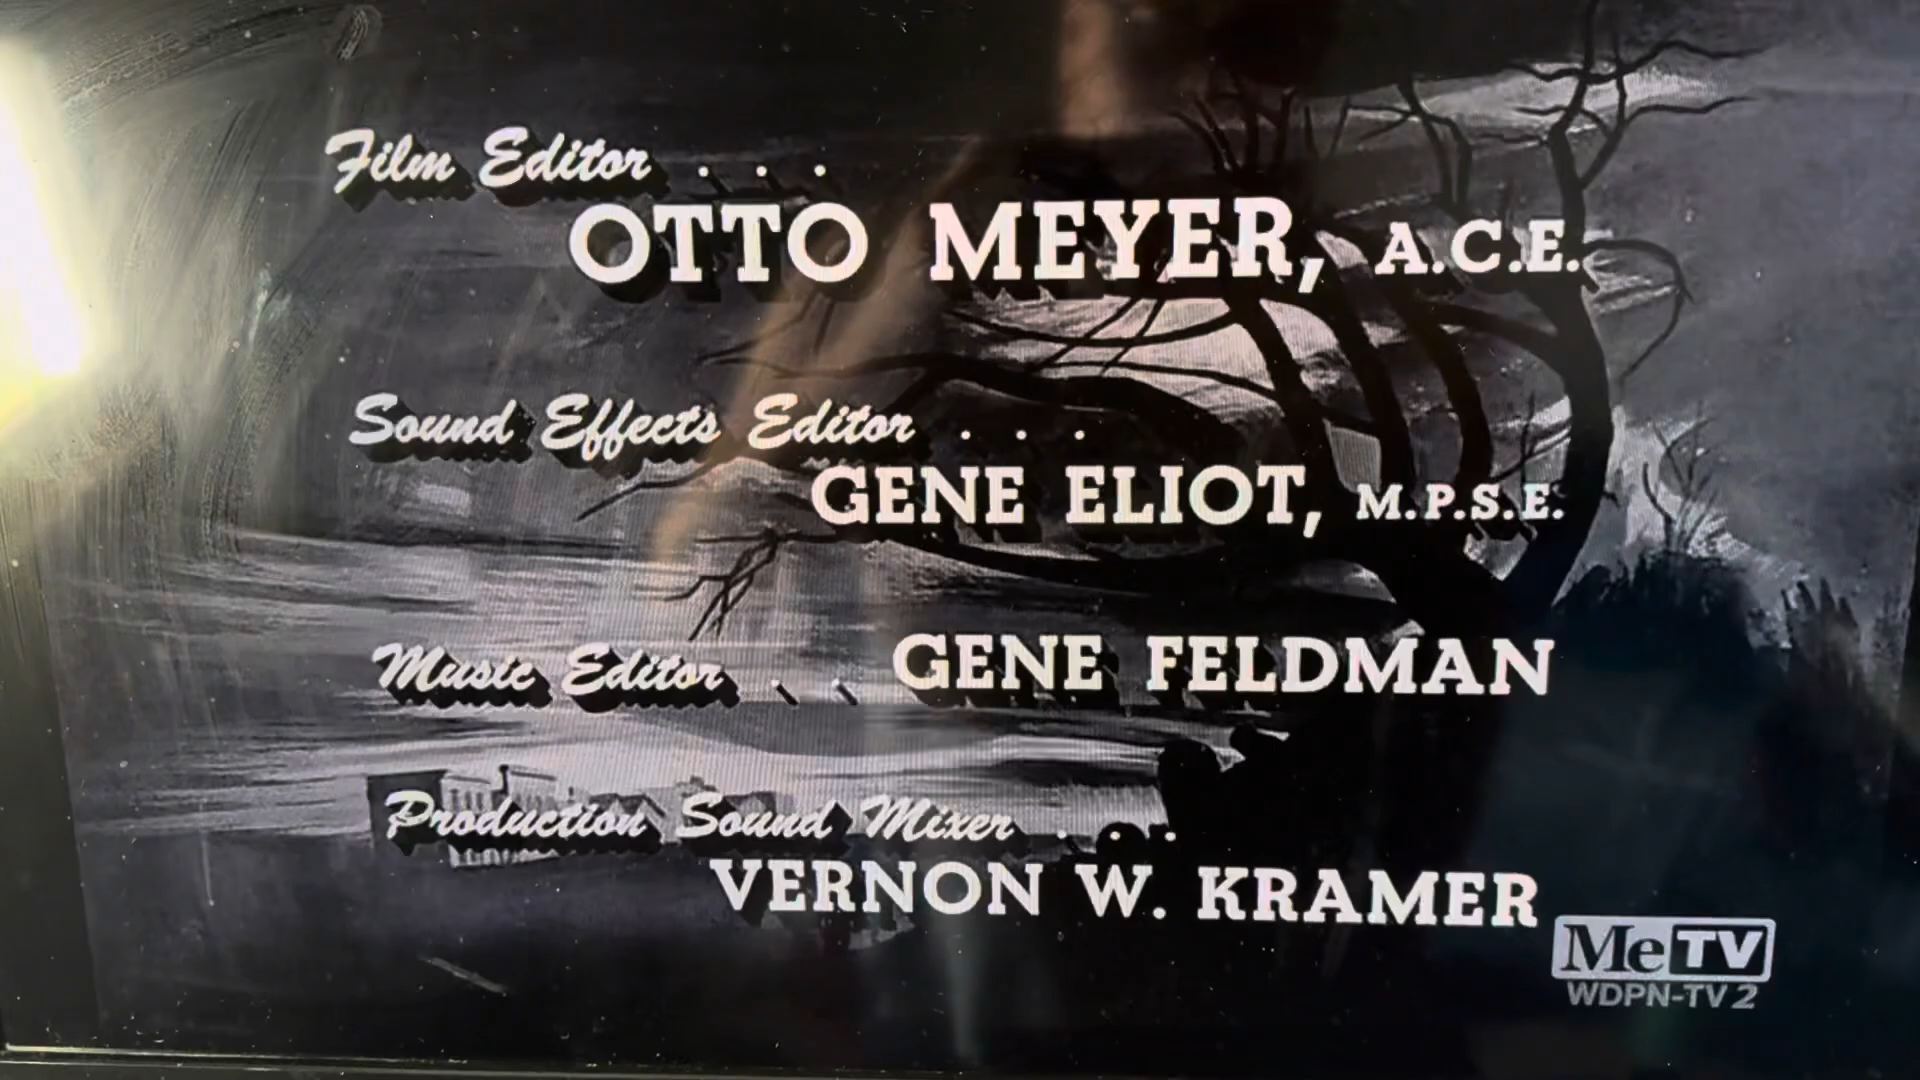 Film Editor . . .
OTTO MEYER, A.C.E.
Sound Effects Editor . . .
GENE ELIOT, M.P.S.E.
Music Editor . . GENE FELDMAN
Production Sound Mixer . . .
VERNON W. KRAMER
MeTV
WDPN-TV 2